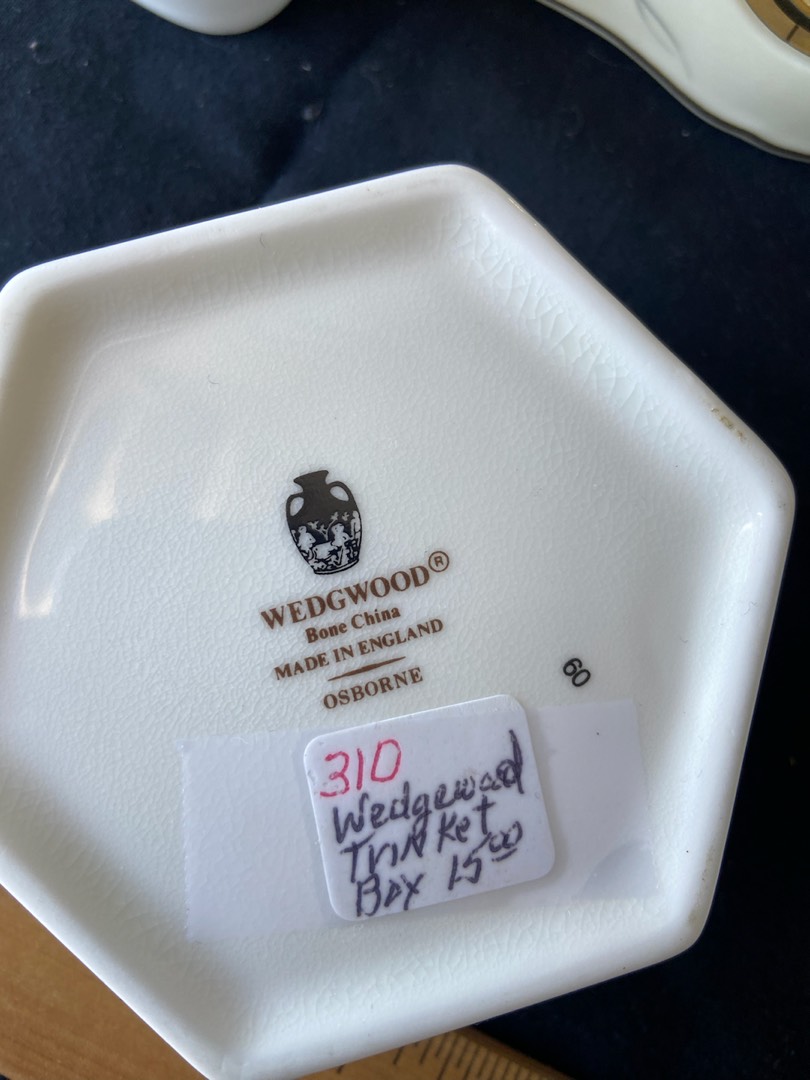 WEDGWOOD®
Bone China
MADE IN ENGLAND
OSBORNE
60
310
Wedgewood
Trinket
Box 15⁰⁰